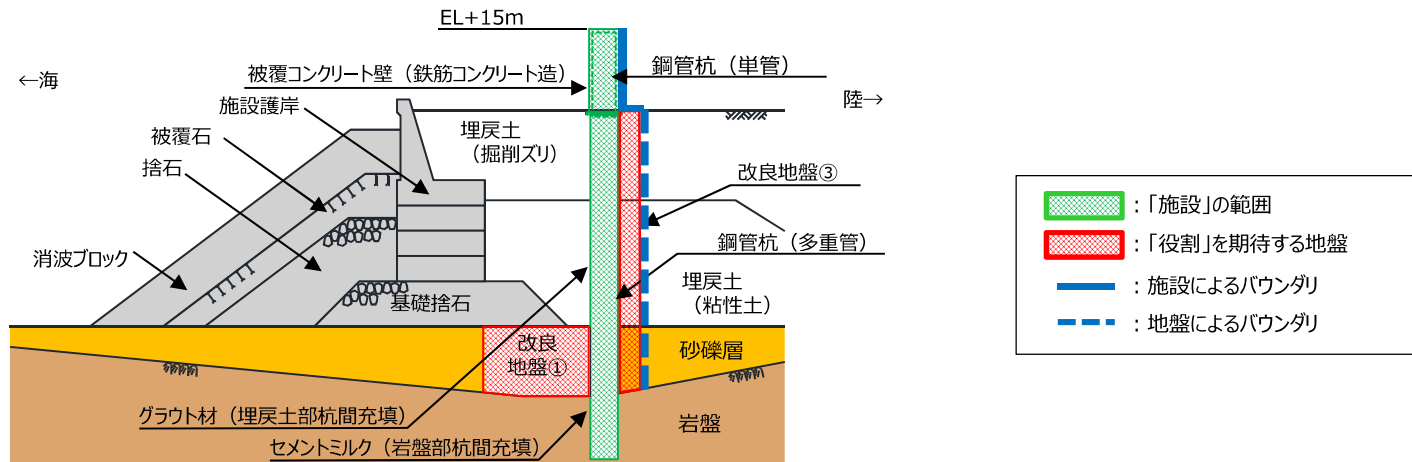 EL+15m
←海
被覆コンクリート壁（鉄筋コンクリート造）
鋼管杭（単管）
陸→
施設護岸
被覆石
埋戻土
（掘削ズリ）
捨石
改良地盤③
鋼管杭（多重管）
消波ブロック
埋戻土
（粘性土）
基礎捨石
改良
地盤①
砂礫層
グラウト材（埋戻土部杭間充填）
岩盤
セメントミルク（岩盤部杭間充填）
：「施設」の範囲
：「役割」を期待する地盤
：施設によるバウンダリ
：地盤によるバウンダリ